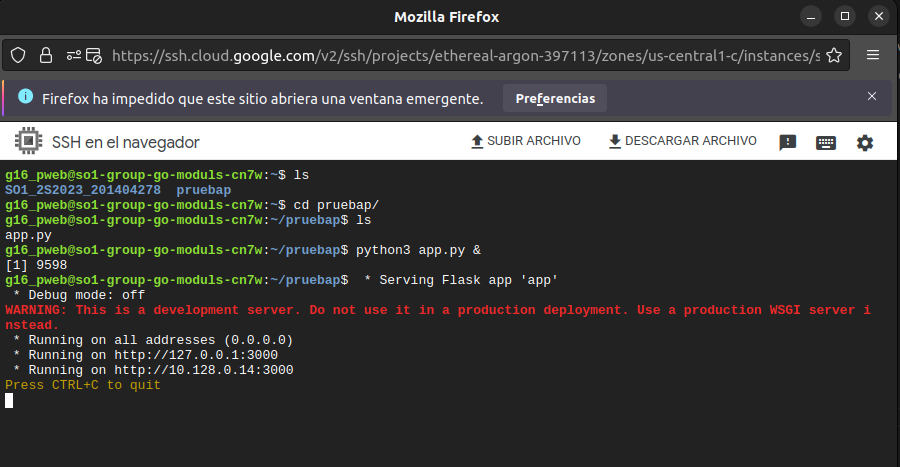 Mozilla Firefox
https://ssh.cloud.google.com/v2/ssh/projects/ethereal-argon-397113/zones/us-central1-c/instances/s
Firefox ha impedido que este sitio abriera una ventana emergente. Preferencias
SSH en el navegador SUBIR ARCHIVO DESCARGAR ARCHIVO
g16_pweb@so1-group-go-moduls-cn7w:~$ ls
SO1_2S2023_201404278  pruebap
g16_pweb@so1-group-go-moduls-cn7w:~$ cd pruebap/
g16_pweb@so1-group-go-moduls-cn7w:~/pruebap$ ls
app.py
g16_pweb@so1-group-go-moduls-cn7w:~/pruebap$ python3 app.py &
[1] 9598
g16_pweb@so1-group-go-moduls-cn7w:~/pruebap$  * Serving Flask app 'app'
 * Debug mode: off
WARNING: This is a development server. Do not use it in a production deployment. Use a production WSGI server i
nstead.
 * Running on all addresses (0.0.0.0)
 * Running on http://127.0.0.1:3000
 * Running on http://10.128.0.14:3000
Press CTRL+C to quit